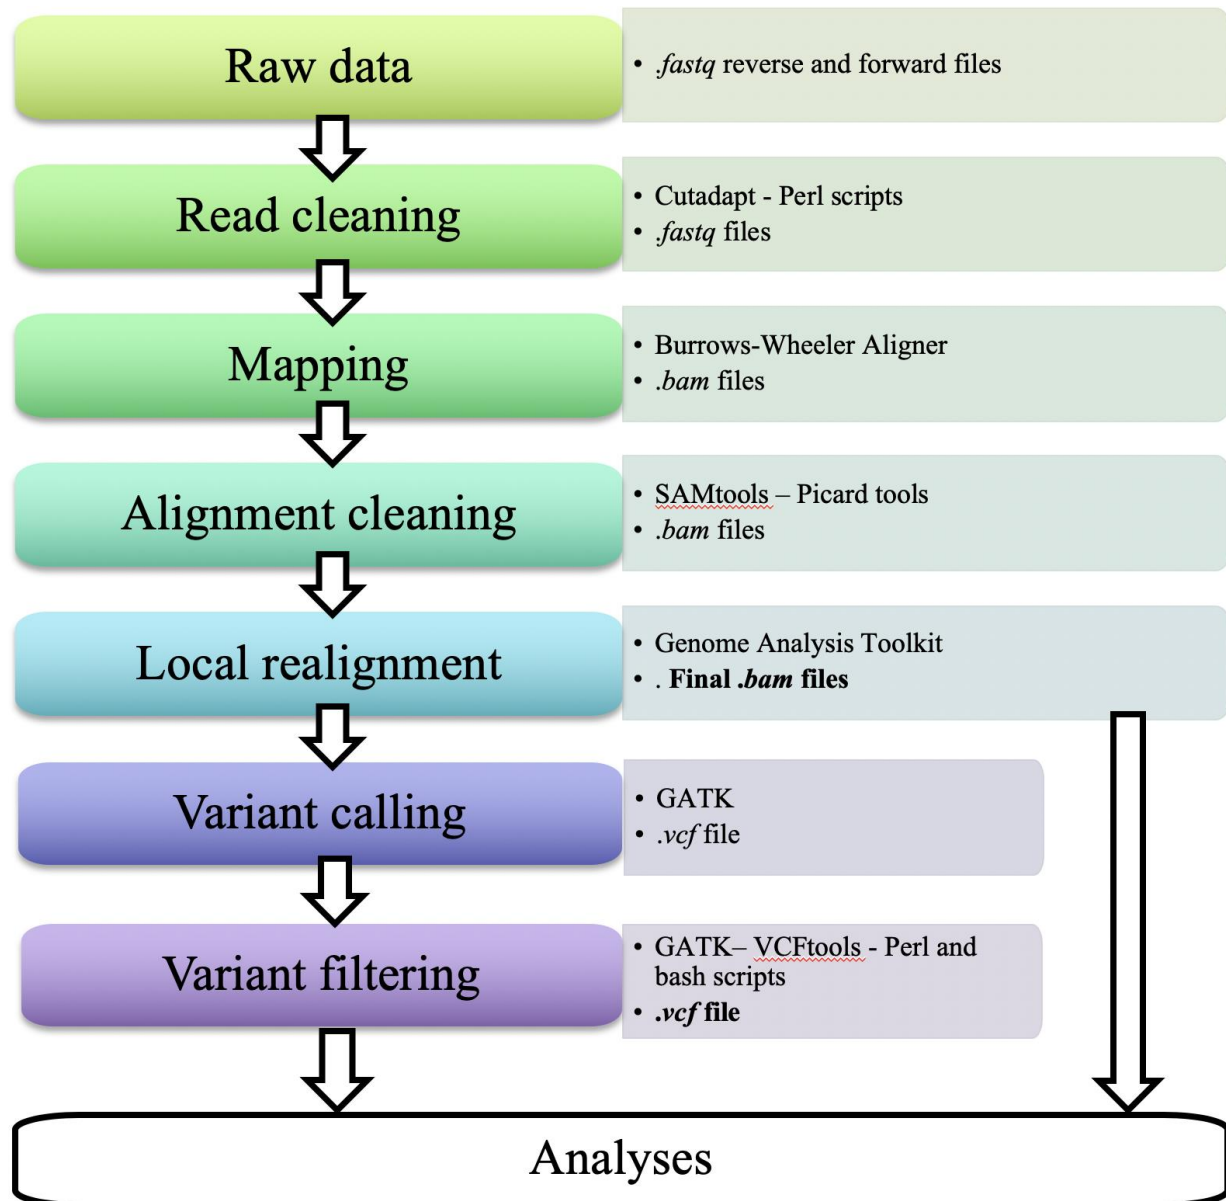 Raw data
• .fastq reverse and forward files
Read cleaning
• Cutadapt - Perl scripts
• .fastq files
Mapping
• Burrows-Wheeler Aligner
• .bam files
Alignment cleaning
• SAMtools – Picard tools
• .bam files
Local realignment
• Genome Analysis Toolkit
• . Final .bam files
Variant calling
• GATK
• .vcf file
Variant filtering
• GATK– VCFtools - Perl and
bash scripts
• .vcf file
Analyses